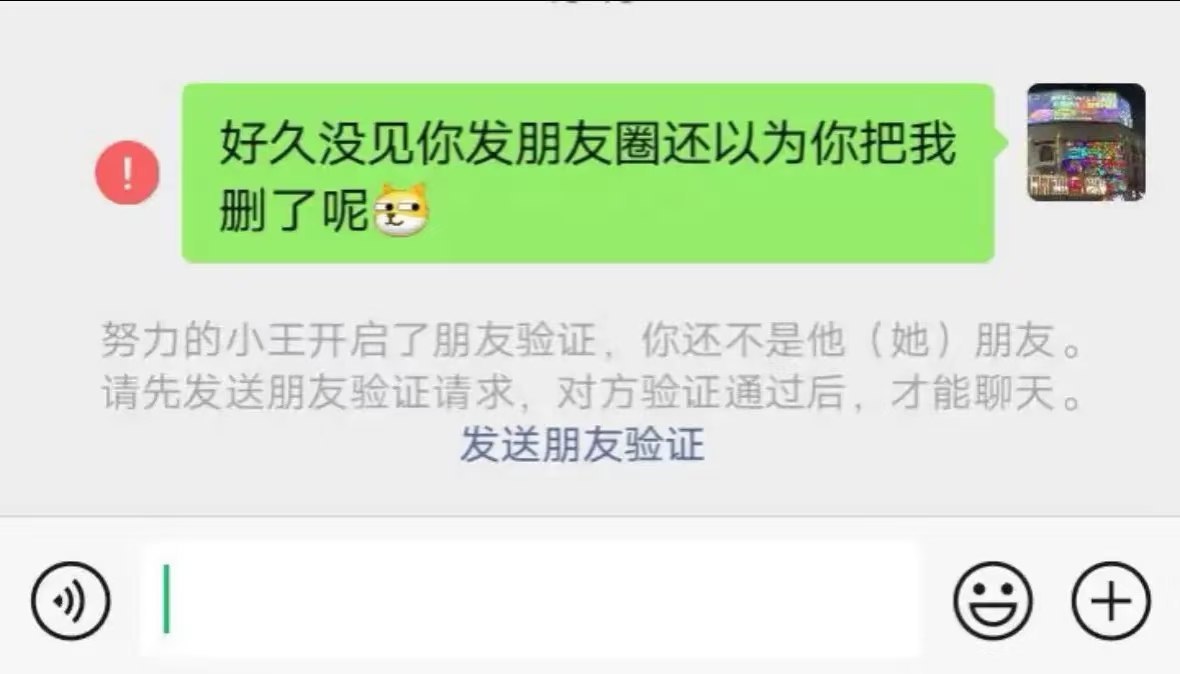 好久没见你发朋友圈还以为你把我
删了呢
努力的小王开启了朋友验证，你还不是他（她）朋友。
请先发送朋友验证请求，对方验证通过后，才能聊天。
发送朋友验证